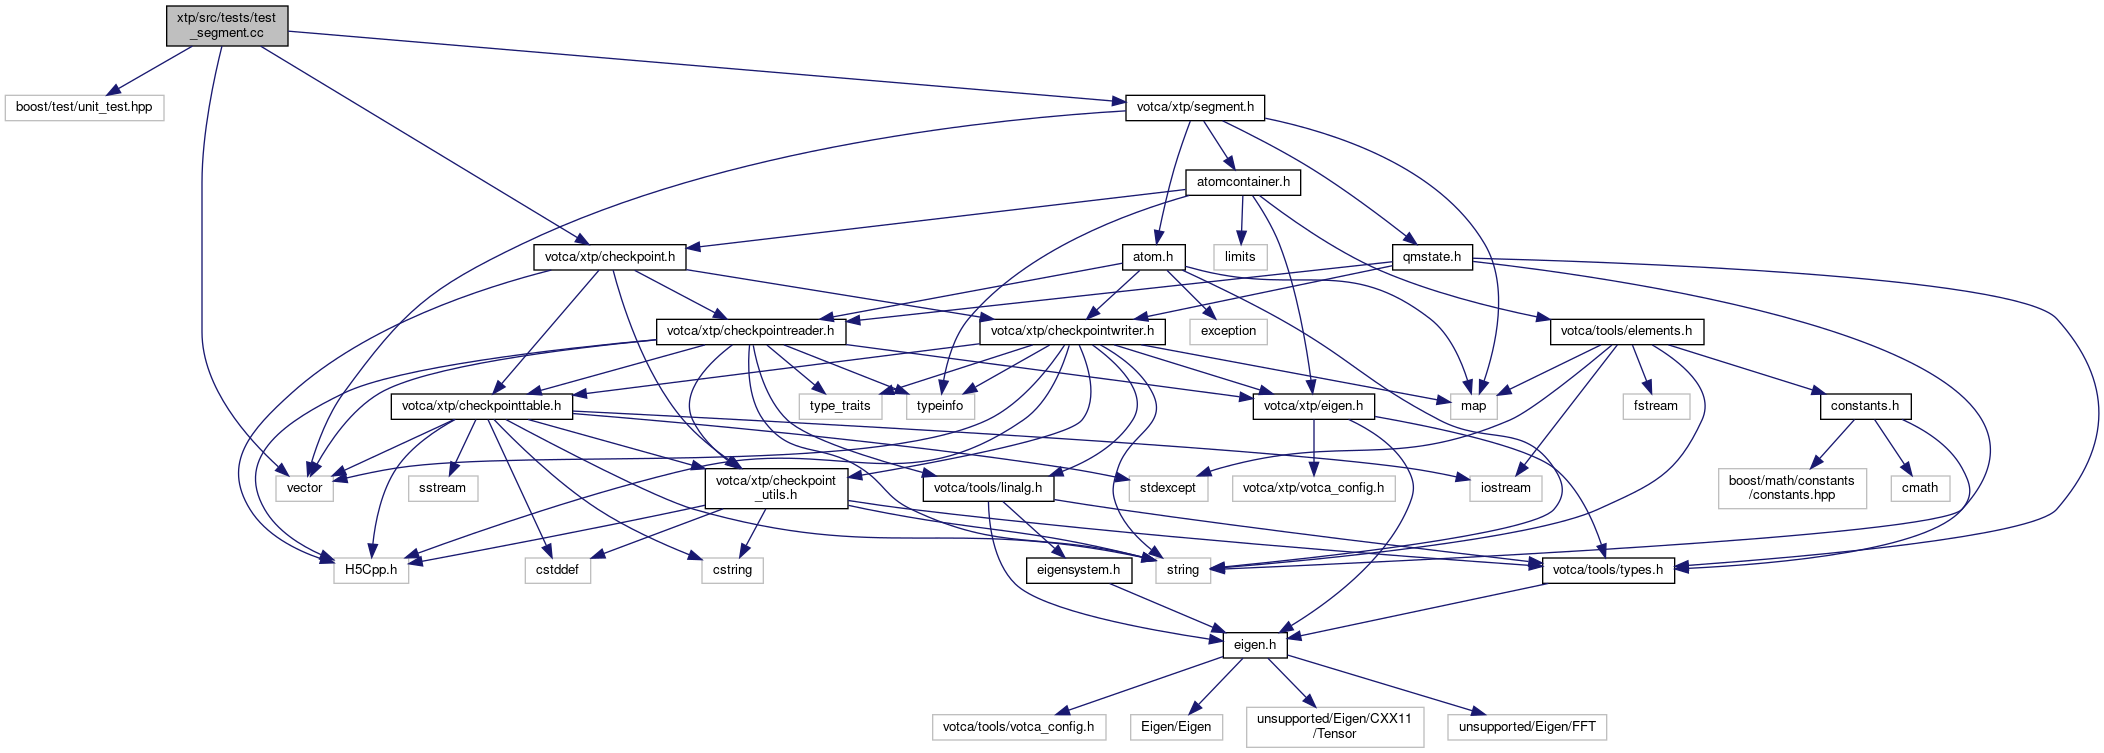 xtp/src/tests/test
_segment.cc
boost/test/unit_test.hpp
votca/xtp/segment.h
atomcontainer.h
votca/xtp/checkpoint.h
atom.h
limits
qmstate.h
votca/xtp/checkpointreader.h
votca/xtp/checkpointwriter.h
exception
votca/tools/elements.h
votca/xtp/checkpointtable.h
type_traits
typeinfo
votca/xtp/eigen.h
map
fstream
constants.h
vector
sstream
votca/xtp/checkpoint
_utils.h
votca/tools/linalg.h
stdexcept
votca/xtp/votca_config.h
iostream
boost/math/constants
/constants.hpp
cmath
H5Cpp.h
cstddef
cstring
eigensystem.h
string
votca/tools/types.h
eigen.h
votca/tools/votca_config.h
Eigen/Eigen
unsupported/Eigen/CXX11
/Tensor
unsupported/Eigen/FFT